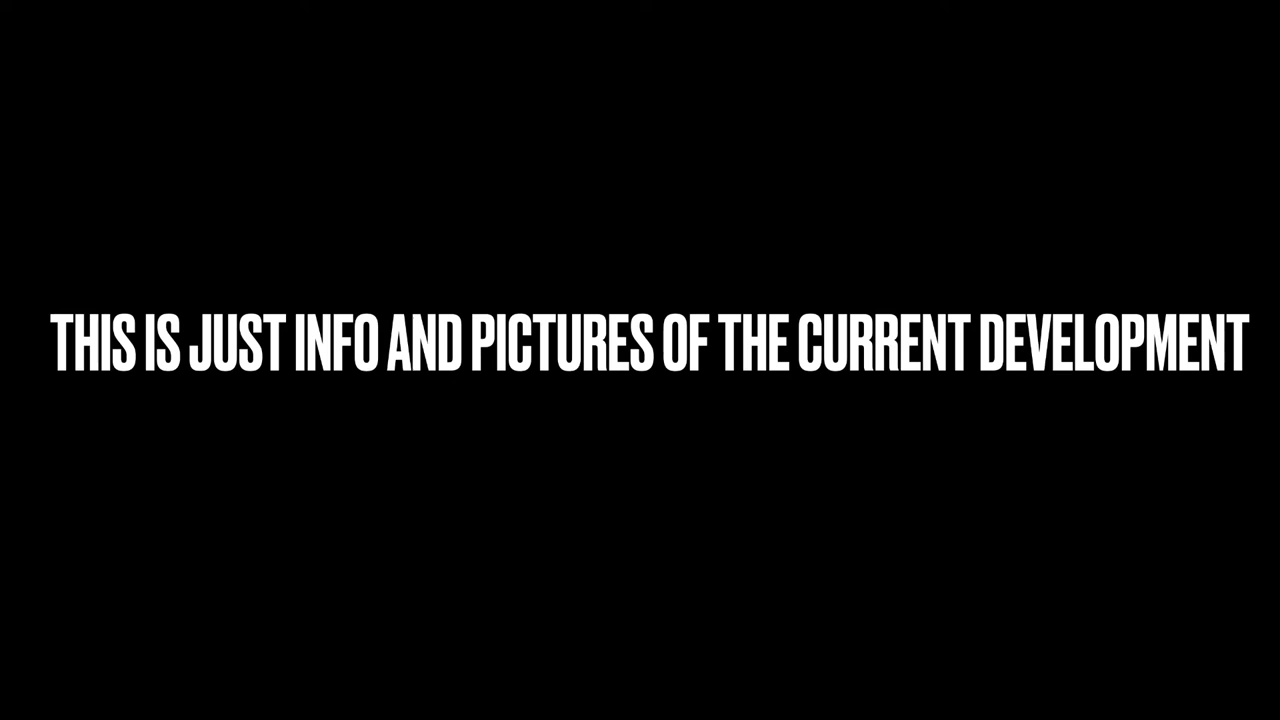 THIS IS JUST INFO AND PICTURES OF THE CURRENT DEVELOPMENT